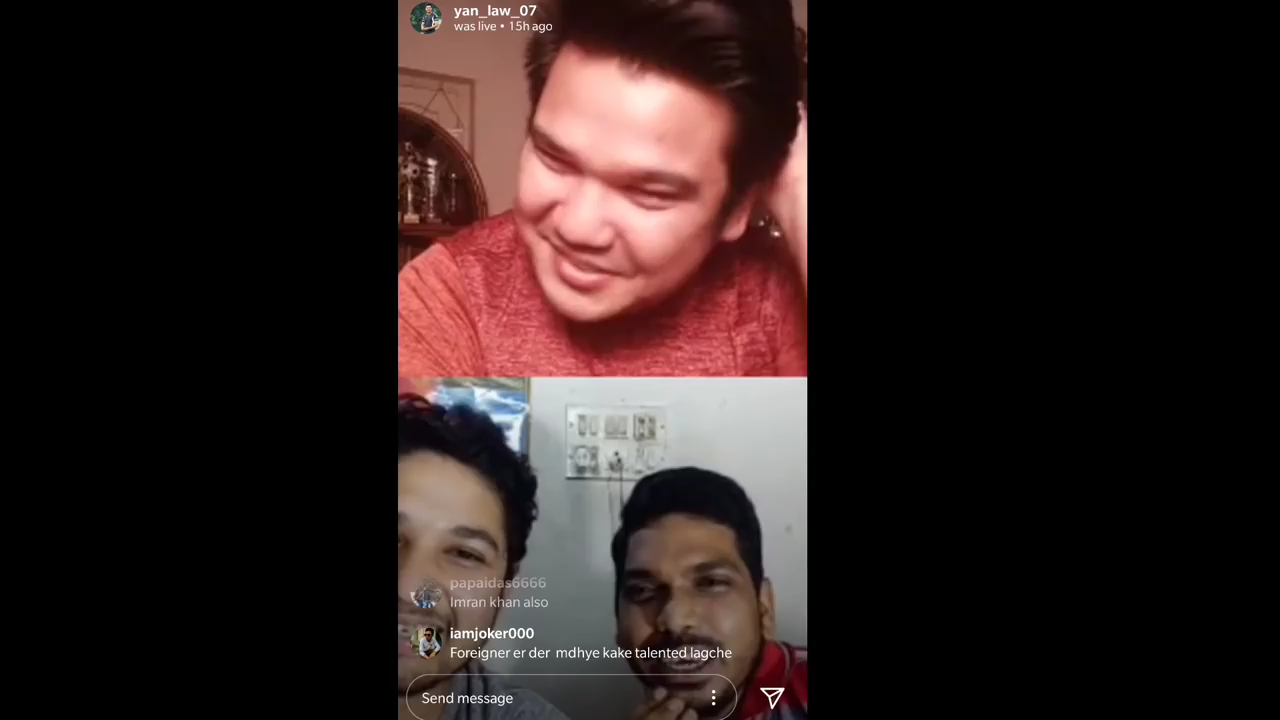 yan_law_07
was live • 15h ago
papaidas6666
Imran khan also
iamjoker000
Foreigner er der mdhye kake talented lagche
Send message